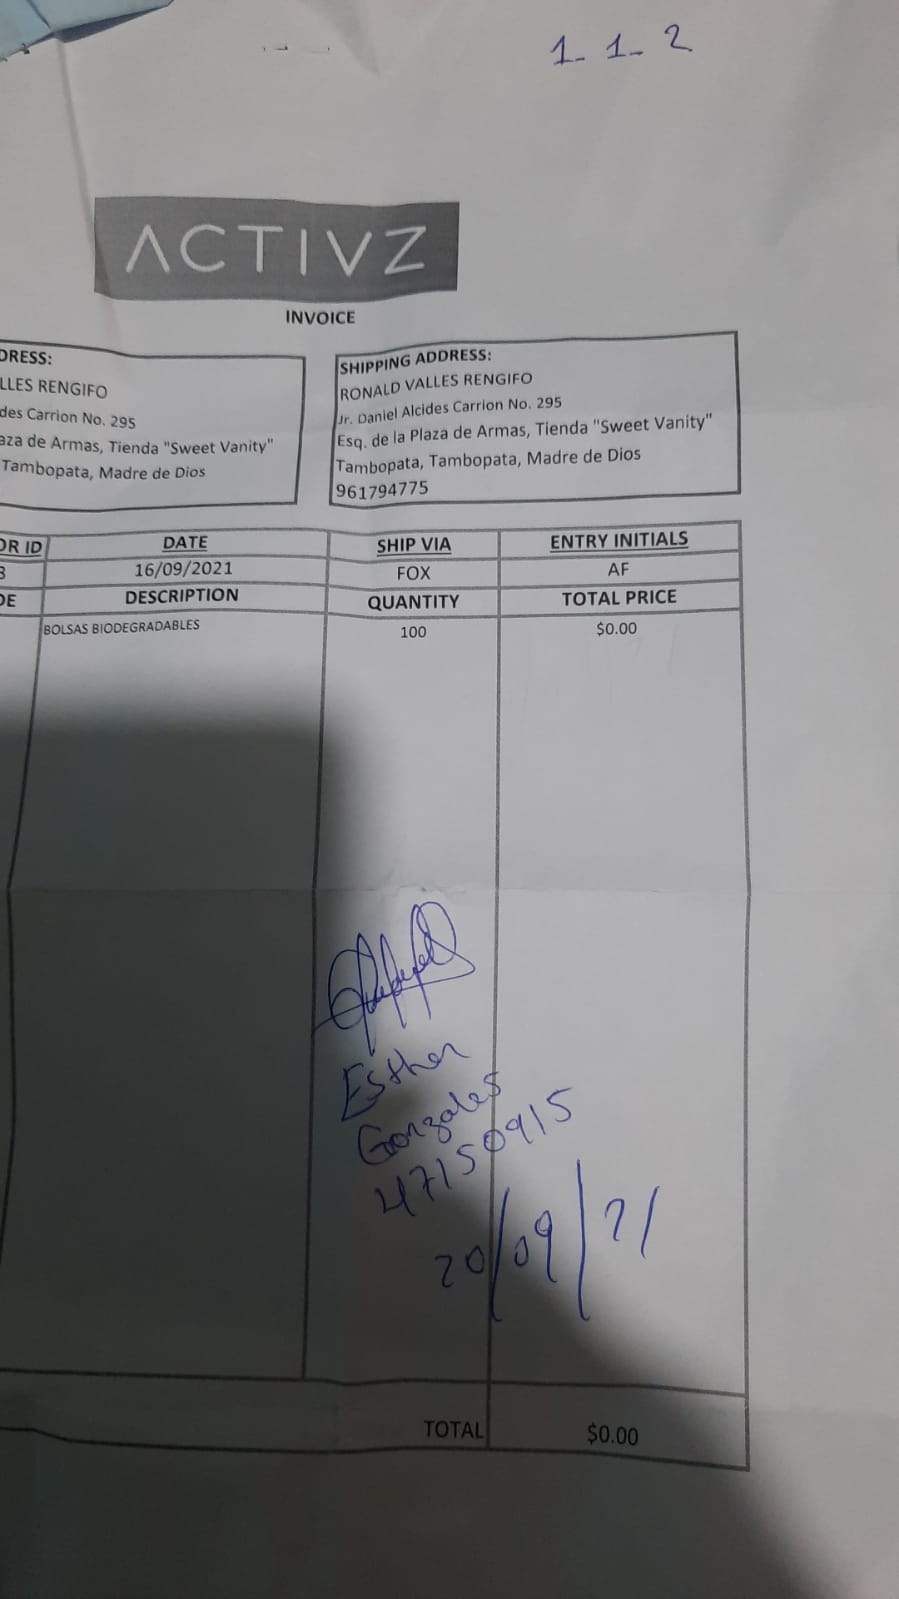 1- 1- 2
ACTIVZ
INVOICE
DRESS:
LLES RENGIFO
des Carrion No. 295
aza de Armas, Tienda "Sweet Vanity"
Tambopata, Madre de Dios
SHIPPING ADDRESS:
RONALD VALLES RENGIFO
Jr. Daniel Alcides Carrion No. 295
Esq. de la Plaza de Armas, Tienda "Sweet Vanity"
Tambopata, Tambopata, Madre de Dios
961794775
OR ID DATE SHIP VIA ENTRY INITIALS
3 16/09/2021 FOX AF
DE DESCRIPTION QUANTITY TOTAL PRICE
BOLSAS BIODEGRADABLES 100 $0.00
Esther
Gonzales
47150915
20/09/21
TOTAL $0.00